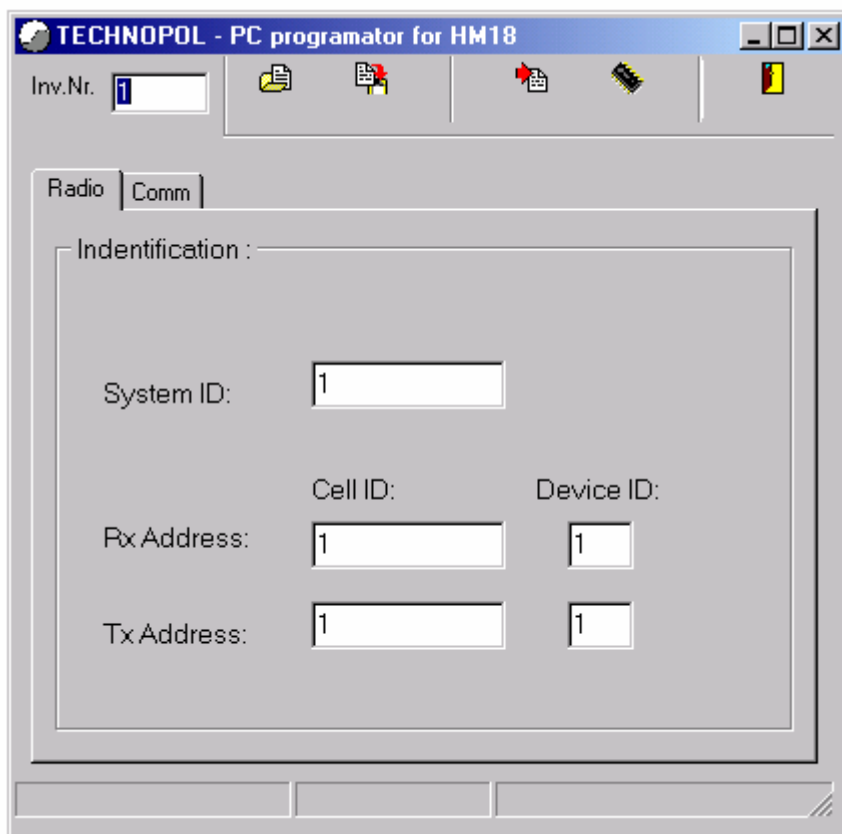 TECHNOPOL - PC programator for HM18
Inv.Nr. 1
Radio Comm
Indentification :
System ID: 1
Cell ID: Device ID:
Rx Address: 1 1
Tx Address: 1 1